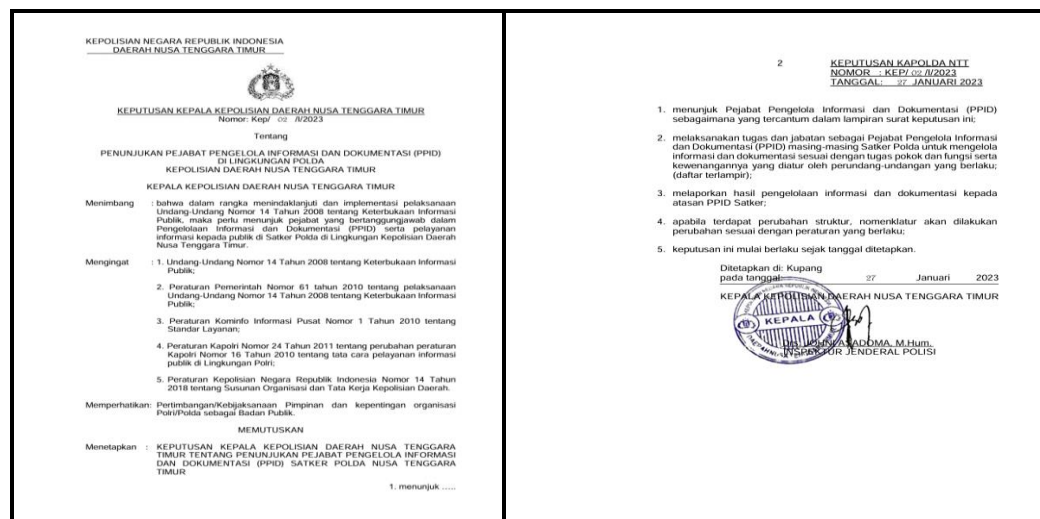 KEPOLISIAN NEGARA REPUBLIK INDONESIA
DAERAH NUSA TENGGARA TIMUR
KEPUTUSAN KEPALA KEPOLISIAN DAERAH NUSA TENGGARA TIMUR
Nomor: Kep/ 02 /I/2023
Tentang
PENUNJUKAN PEJABAT PENGELOLA INFORMASI DAN DOKUMENTASI (PPID)
DI LINGKUNGAN POLDA
KEPOLISIAN DAERAH NUSA TENGGARA TIMUR
KEPALA KEPOLISIAN DAERAH NUSA TENGGARA TIMUR
Menimbang : bahwa dalam rangka menindaklanjuti dan implementasi pelaksanaan
Undang-Undang Nomor 14 Tahun 2008 tentang Keterbukaan Informasi
Publik, maka perlu menunjuk pejabat yang bertanggungjawab dalam
Pengelolaan Informasi dan Dokumentasi (PPID) serta pelayanan
informasi kepada publik di Satker Polda di Lingkungan Kepolisian Daerah
Nusa Tenggara Timur.
Mengingat : 1. Undang-Undang Nomor 14 Tahun 2008 tentang Keterbukaan Informasi
Publik;
2. Peraturan Pemerintah Nomor 61 tahun 2010 tentang pelaksanaan
Undang-Undang Nomor 14 Tahun 2008 tentang Keterbukaan Informasi
Publik;
3. Peraturan Kominfo Informasi Pusat Nomor 1 Tahun 2010 tentang
Standar Layanan;
4. Peraturan Kapolri Nomor 24 Tahun 2011 tentang perubahan peraturan
Kapolri Nomor 16 Tahun 2010 tentang tata cara pelayanan informasi
publik di Lingkungan Polri;
5. Peraturan Kepolisian Negara Republik Indonesia Nomor 14 Tahun
2018 tentang Susunan Organisasi dan Tata Kerja Kepolisian Daerah.
Memperhatikan: Pertimbangan/Kebijaksanaan Pimpinan dan kepentingan organisasi
Polri/Polda sebagai Badan Publik.
MEMUTUSKAN
Menetapkan : KEPUTUSAN KEPALA KEPOLISIAN DAERAH NUSA TENGGARA
TIMUR TENTANG PENUNJUKAN PEJABAT PENGELOLA INFORMASI
DAN DOKUMENTASI (PPID) SATKER POLDA NUSA TENGGARA
TIMUR
1. menunjuk .....
2 KEPUTUSAN KAPOLDA NTT
NOMOR : KEP/ 02 /I/2023
TANGGAL: 27 JANUARI 2023
1. menunjuk Pejabat Pengelola Informasi dan Dokumentasi (PPID)
sebagaimana yang tercantum dalam lampiran surat keputusan ini;
2. melaksanakan tugas dan jabatan sebagai Pejabat Pengelola Informasi
dan Dokumentasi (PPID) masing-masing Satker Polda untuk mengelola
informasi dan dokumentasi sesuai dengan tugas pokok dan fungsi serta
kewenangannya yang diatur oleh perundang-undangan yang berlaku;
(daftar terlampir);
3. melaporkan hasil pengelolaan informasi dan dokumentasi kepada
atasan PPID Satker;
4. apabila terdapat perubahan struktur, nomenklatur akan dilakukan
perubahan sesuai dengan peraturan yang berlaku;
5. keputusan ini mulai berlaku sejak tanggal ditetapkan.
Ditetapkan di: Kupang
pada tanggal: 27 Januari 2023
KEPALA KEPOLISIAN DAERAH NUSA TENGGARA TIMUR
KEPALA
Drs. JOHNI ASADOMA, M.Hum.
INSPEKTUR JENDERAL POLISI